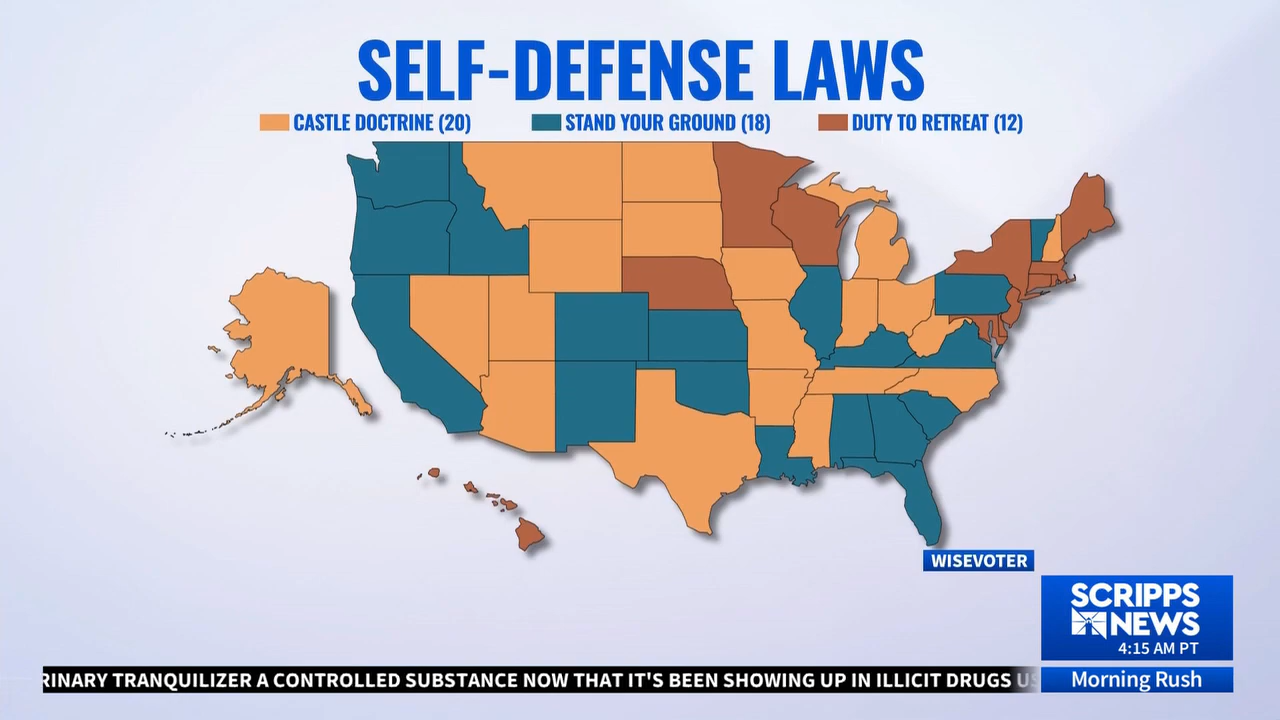 SELF-DEFENSE LAWS
CASTLE DOCTRINE (20) STAND YOUR GROUND (18) DUTY TO RETREAT (12)
WISEVOTER
SCRIPPS
NEWS
4:15 AM PT
RINARY TRANQUILIZER A CONTROLLED SUBSTANCE NOW THAT IT'S BEEN SHOWING UP IN ILLICIT DRUGS US
Morning Rush